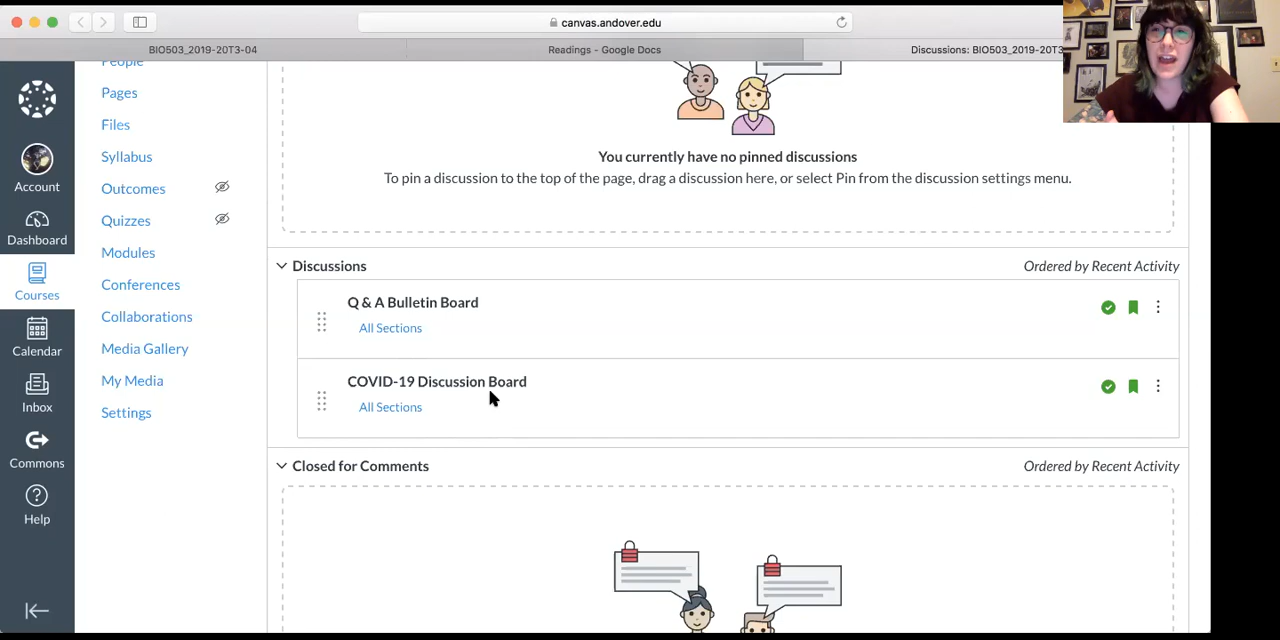 canvas.andover.edu
BIO503_2019-20T3-04
Readings - Google Docs
Discussions: BIO503_2019-20T3
People
Pages
Files
Syllabus
Outcomes
Quizzes
Modules
Conferences
Collaborations
Media Gallery
My Media
Settings
Account
Dashboard
Courses
Calendar
Inbox
Commons
Help
You currently have no pinned discussions
To pin a discussion to the top of the page, drag a discussion here, or select Pin from the discussion settings menu.
Discussions
Ordered by Recent Activity
Q & A Bulletin Board
All Sections
COVID-19 Discussion Board
All Sections
Closed for Comments
Ordered by Recent Activity